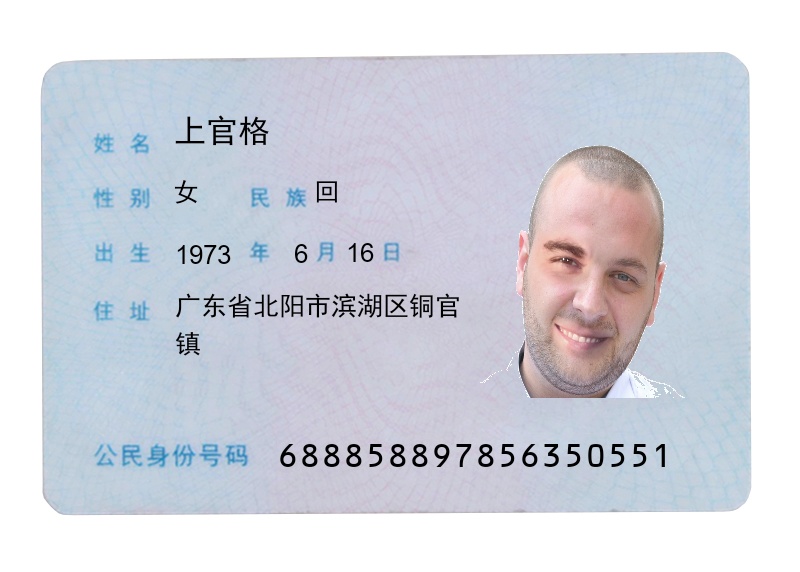 姓名 上官格
性别 女 民族 回
出生 1973 年 6 月 16 日
住址 广东省北阳市滨湖区铜官
镇
公民身份号码 688858897856350551